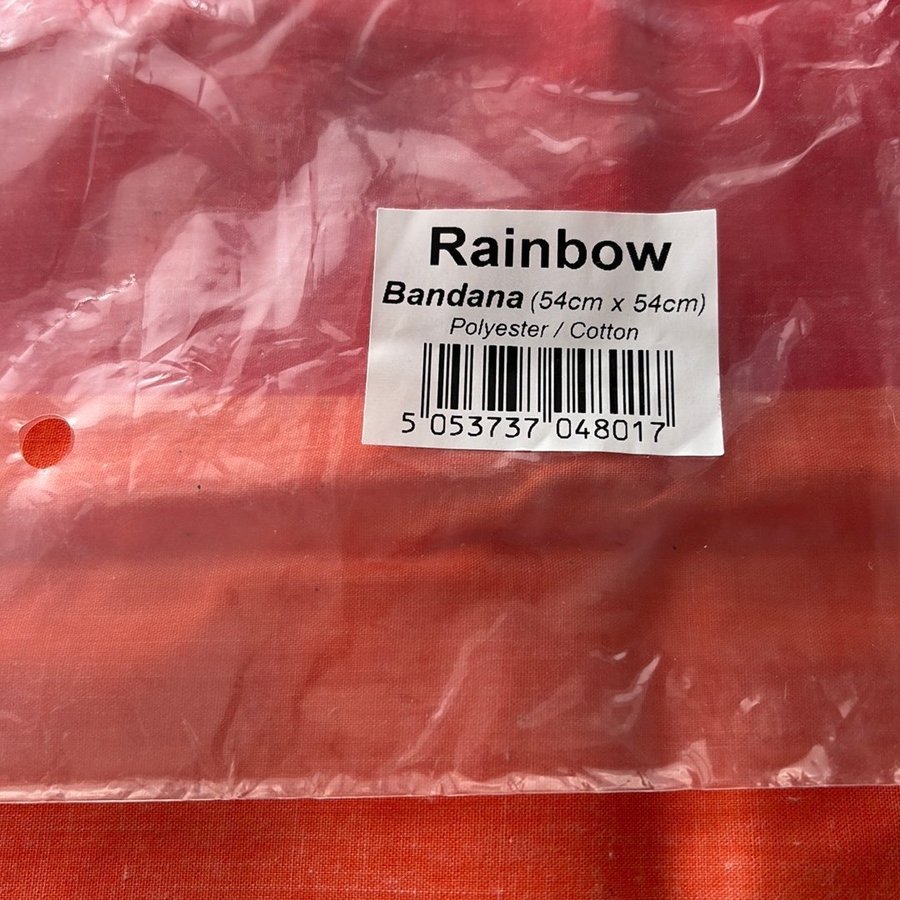 Rainbow
Bandana (54cm x 54cm)
Polyester / Cotton
5 053737 048017